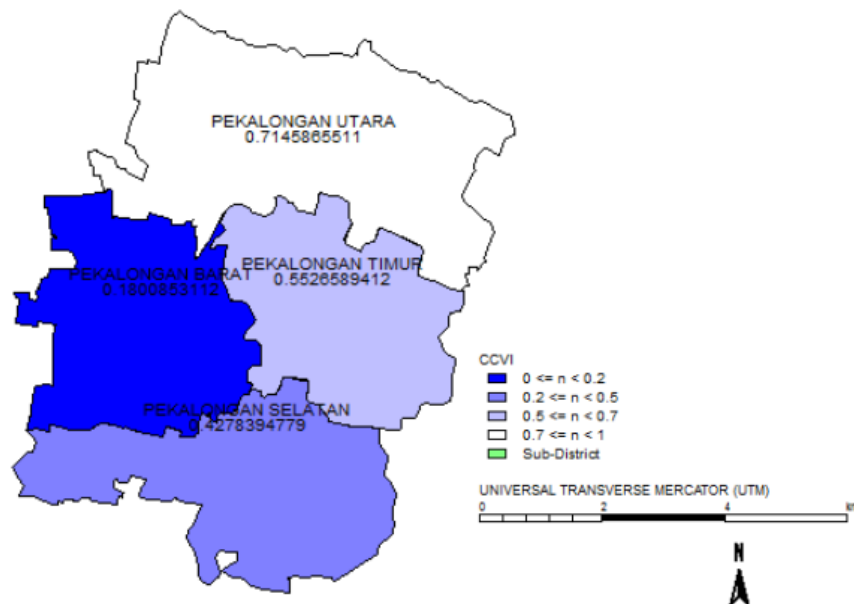 PEKALONGAN UTARA
0.7145865511
PEKALONGAN BARAT
0.1800853112
PEKALONGAN TIMUR
0.5526589412
PEKALONGAN SELATAN
0.4278394779
CCVI
0 <= n < 0.2
0.2 <= n < 0.5
0.5 <= n < 0.7
0.7 <= n < 1
Sub-District
UNIVERSAL TRANSVERSE MERCATOR (UTM)
0 2 4
N